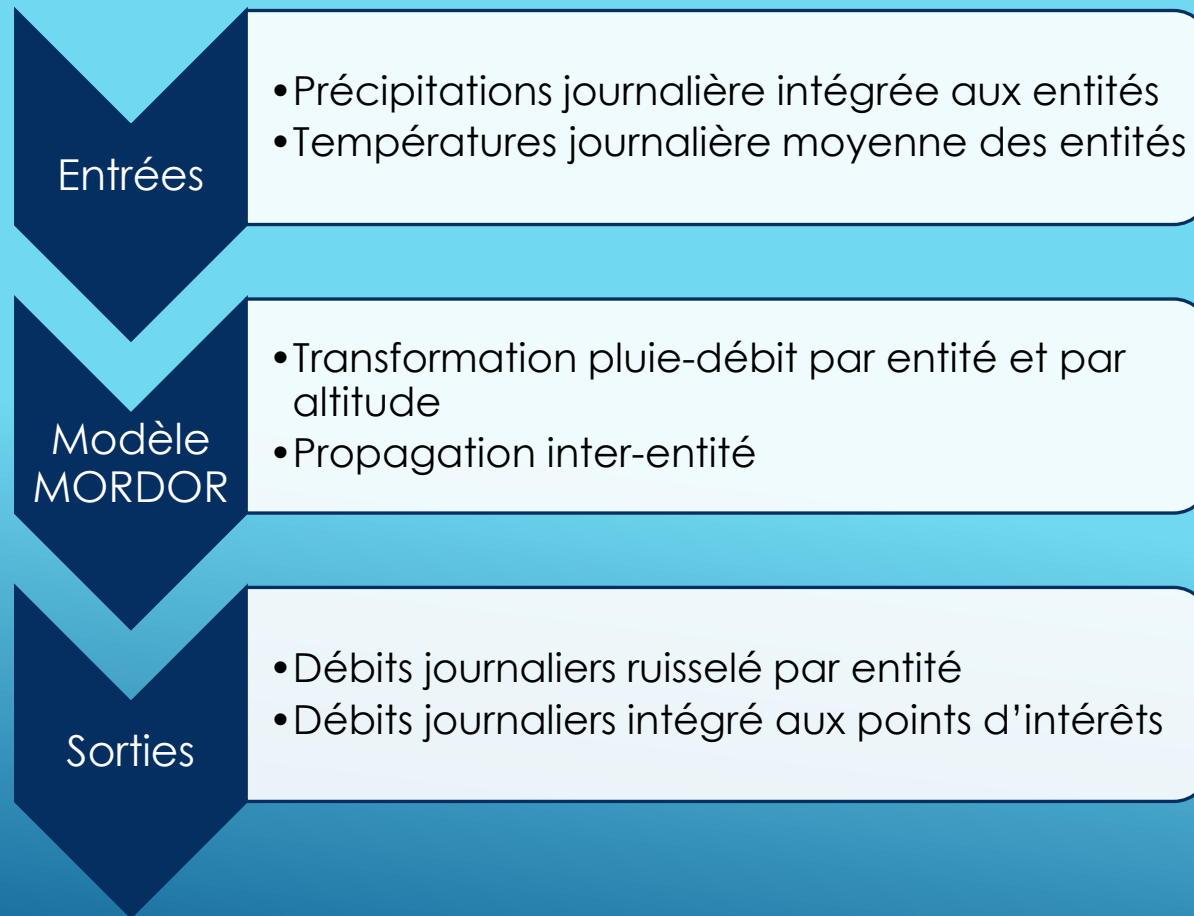 Entrées
•Précipitations journalière intégrée aux entités
•Températures journalière moyenne des entités
Modèle
MORDOR
•Transformation pluie-débit par entité et par
altitude
•Propagation inter-entité
Sorties
•Débits journaliers ruisselé par entité
•Débits journaliers intégré aux points d’intérêts